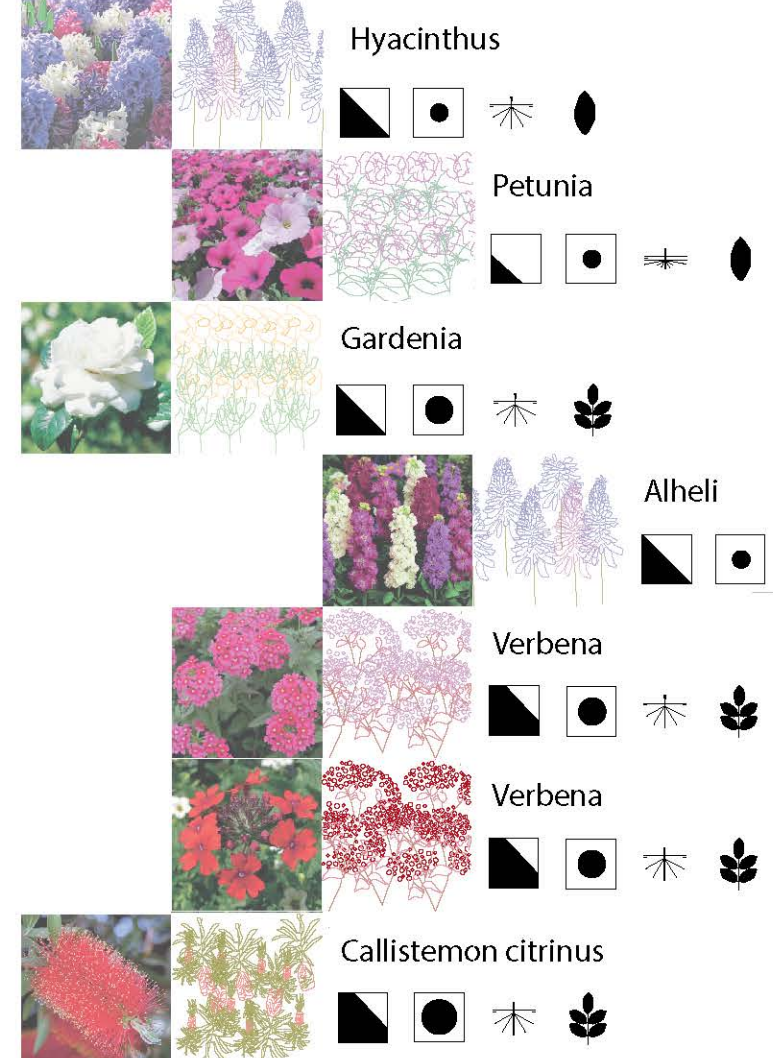 Hyacinthus
Petunia
Gardenia
Alheli
Verbena
Verbena
Callistemon citrinus